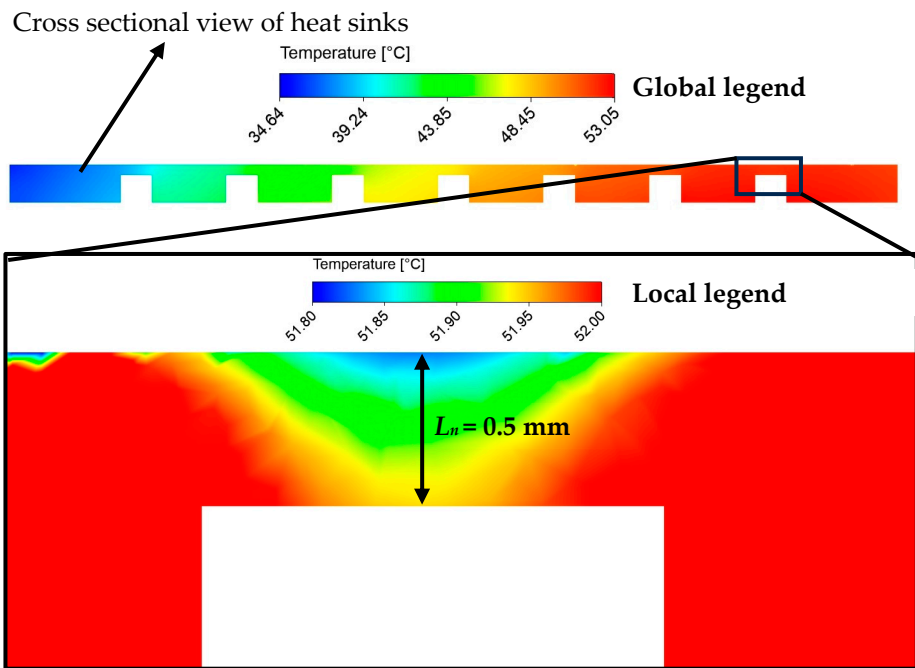 Cross sectional view of heat sinks
Temperature [°C]
Global legend
34.64
39.24
43.85
48.45
53.05
Temperature [°C]
Local legend
51.80
51.85
51.90
51.95
52.00
Ln = 0.5 mm